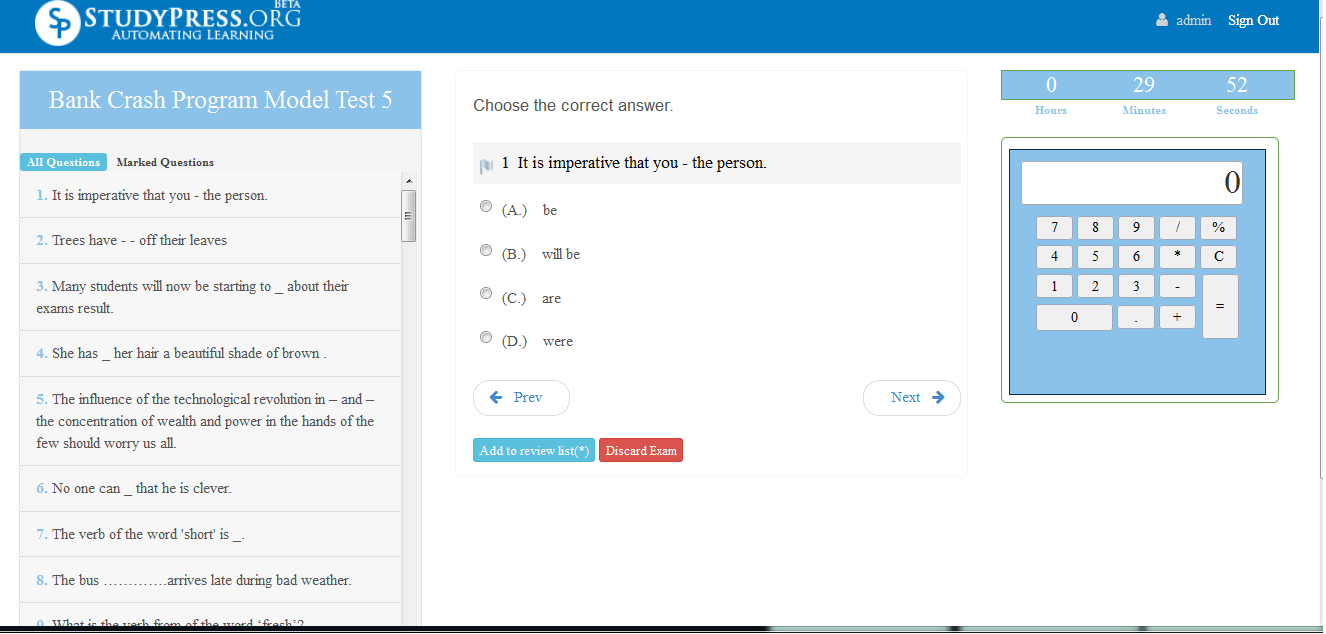 BETA
SP STUDYPRESS.ORG
AUTOMATING LEARNING
admin Sign Out
Bank Crash Program Model Test 5
All Questions Marked Questions
1. It is imperative that you - the person.
2. Trees have - - off their leaves
3. Many students will now be starting to _ about their
exams result.
4. She has _ her hair a beautiful shade of brown .
5. The influence of the technological revolution in – and –
the concentration of wealth and power in the hands of the
few should worry us all.
6. No one can _ that he is clever.
7. The verb of the word 'short' is _.
8. The bus ………….arrives late during bad weather.
9. What is the verb from of the word ‘fresh’?
Choose the correct answer.
1 It is imperative that you - the person.
(A.) be
(B.) will be
(C.) are
(D.) were
Prev Next
Add to review list(*) Discard Exam
0 29 52
Hours Minutes Seconds
0
7 8 9 / %
4 5 6 * C
1 2 3 - =
0 . +